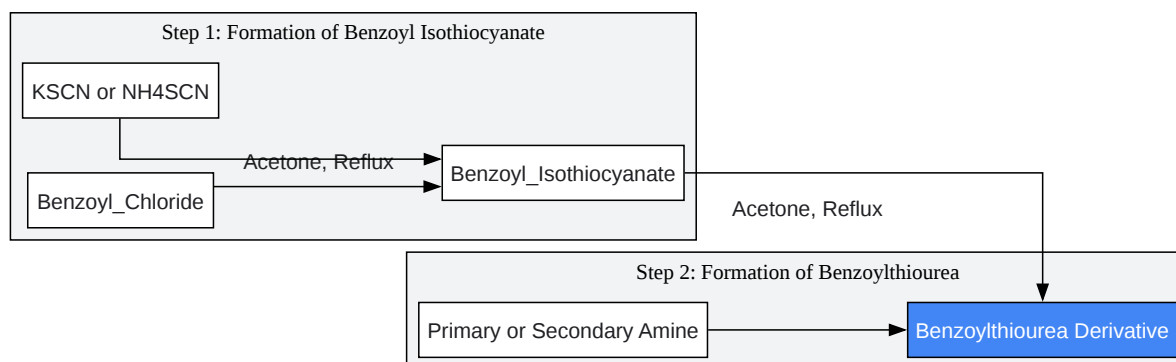 Step 1: Formation of Benzoyl Isothiocyanate
KSCN or NH4SCN
Acetone, Reflux
Benzoyl_Isothiocyanate
Benzoyl_Chloride
Acetone, Reflux
Step 2: Formation of Benzoylthiourea
Primary or Secondary Amine
Benzoylthiourea Derivative